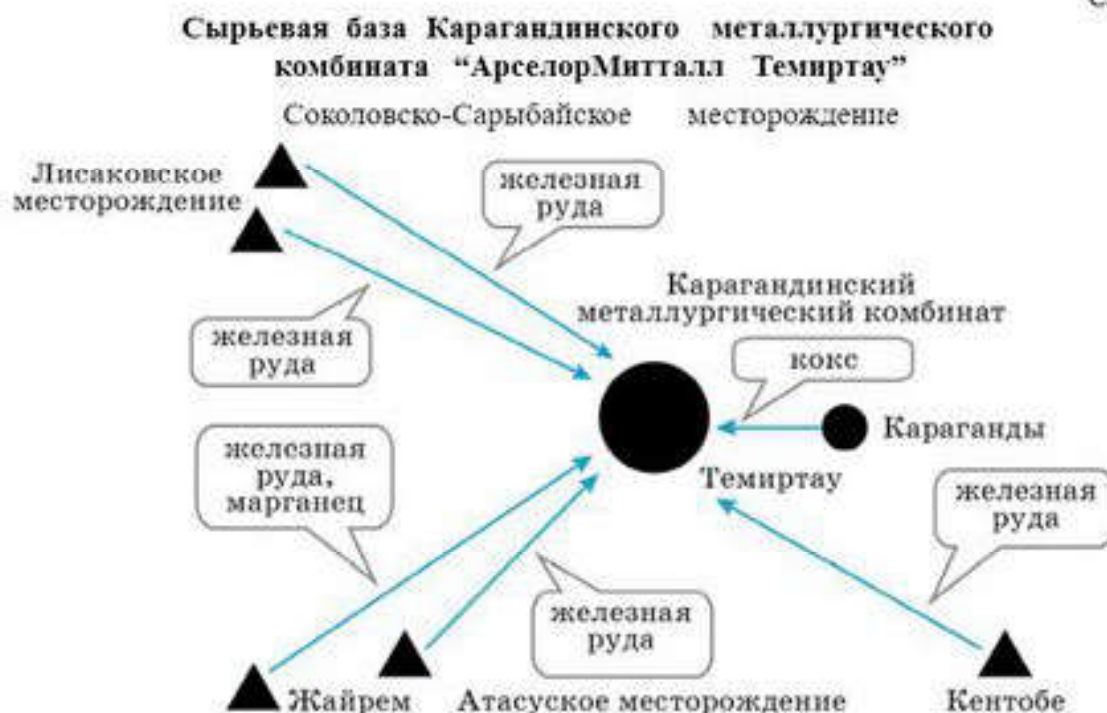 Сырьевая база Карагандинского металлургического
комбината “АрселорМитталл Темиртау”
Соколовско-Сарыбайское месторождение
Лисаковское
месторождение
железная
руда
железная
руда
Карагандинский
металлургический комбинат
кокс
Караганды
Темиртау
железная
руда,
марганец
железная
руда
железная
руда
Жайрем
Атасуское месторождение
Кентобе